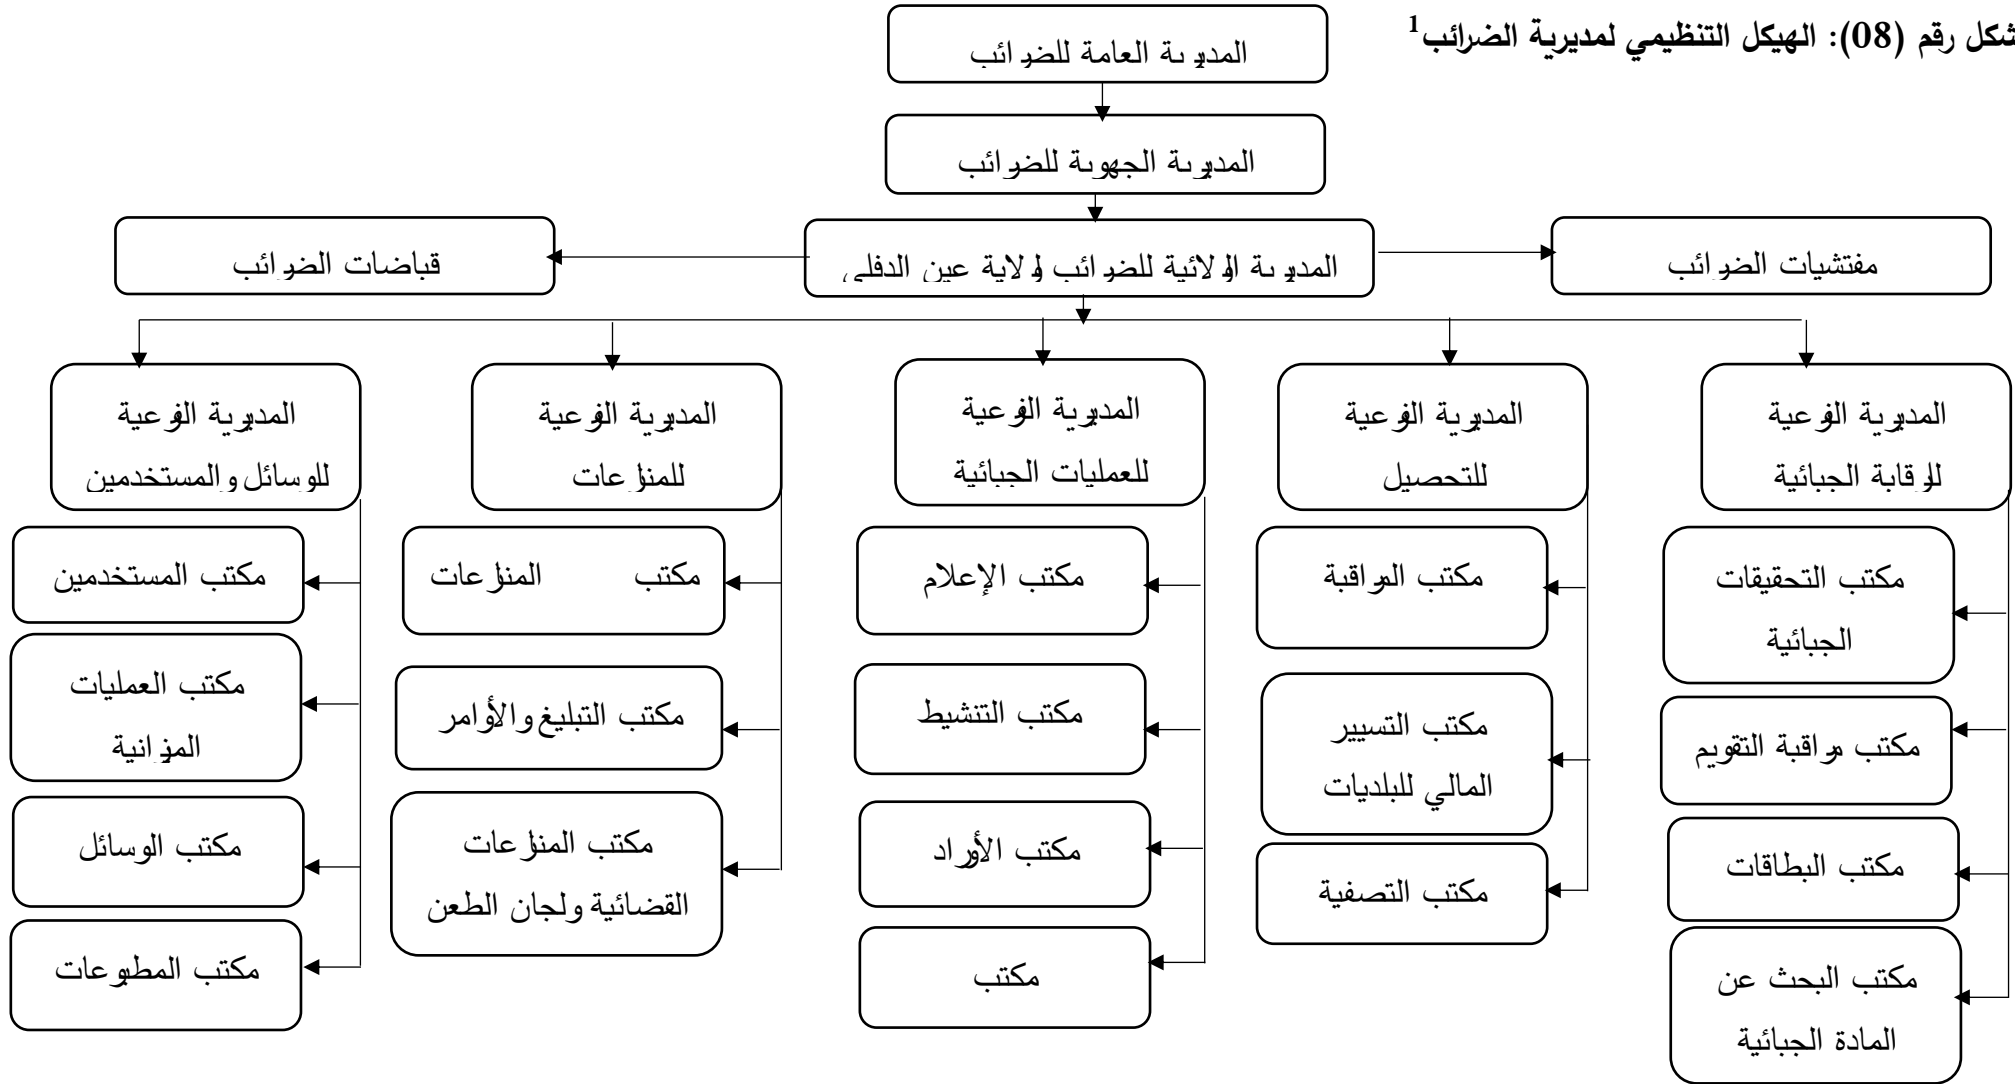 شكل رقم (08): الهيكل التنظيمي لمديرية الضرائب1
المديرية العامة للضرائب
المديرية الجهوية للضرائب
مفتشيات الضرائب
المديرية الولائية للضرائب لولاية عين الدفلى
قباضات الضرائب
المديرية الفرعية
للرقابة الجبائية
المديرية الفرعية
للتحصيل
المديرية الفرعية
للعمليات الجبائية
المديرية الفرعية
للمنازعات
المديرية الفرعية
للوسائل والمستخدمين
مكتب التحقيقات
الجبائية
مكتب مراقبة التقويم
مكتب البطاقات
مكتب البحث عن
المادة الجبائية
مكتب المراقبة
مكتب التسيير
المالي للبلديات
مكتب التصفية
مكتب الإعلام
مكتب التنشيط
مكتب الأوراد
مكتب
مكتب المنازعات
مكتب التبليغ والأوامر
مكتب المنازعات
القضائية ولجان الطعن
مكتب المستخدمين
مكتب العمليات
الميزانية
مكتب الوسائل
مكتب المطبوعات